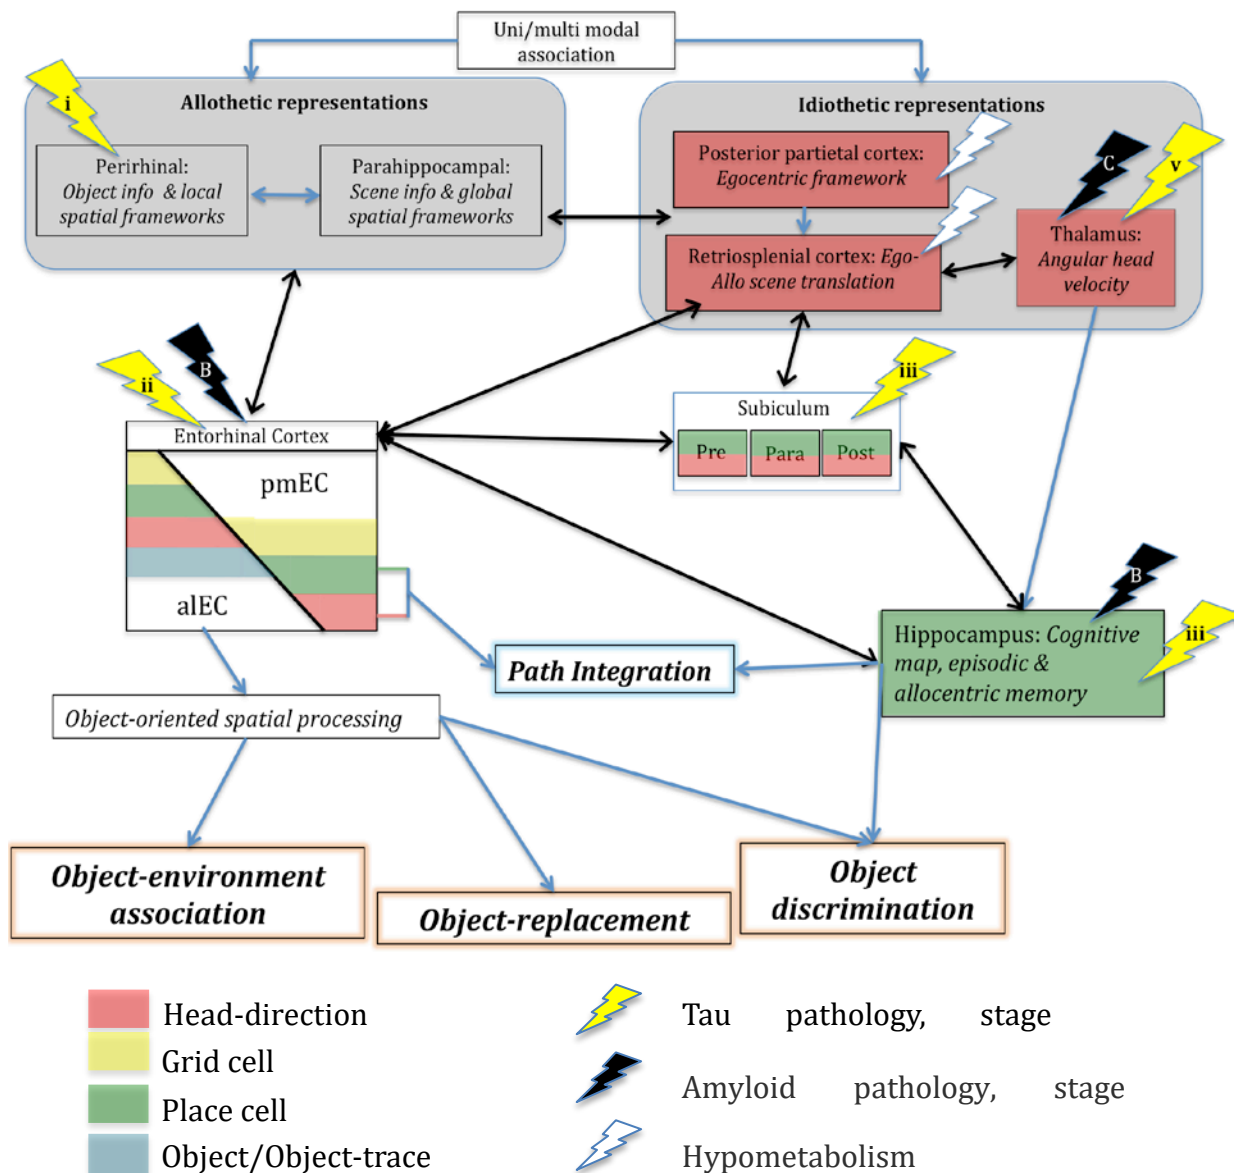 Uni/multi modal
association
Allothetic representations
i
Perirhinal:
Object info & local
spatial frameworks
Parahippocampal:
Scene info & global
spatial frameworks
Idiothetic representations
Posterior partietal cortex:
Egocentric framework
C
v
Retriosplenial cortex: Ego-
Allo scene translation
Thalamus:
Angular head
velocity
ii
B
Entorhinal Cortex
pmEC
alEC
iii
Subiculum
Pre
Para
Post
B
iii
Hippocampus: Cognitive
map, episodic &
allocentric memory
Path Integration
Object-oriented spatial processing
Object-environment
association
Object-replacement
Object
discrimination
Head-direction
Grid cell
Place cell
Object/Object-trace
Tau pathology, stage
Amyloid pathology, stage
Hypometabolism